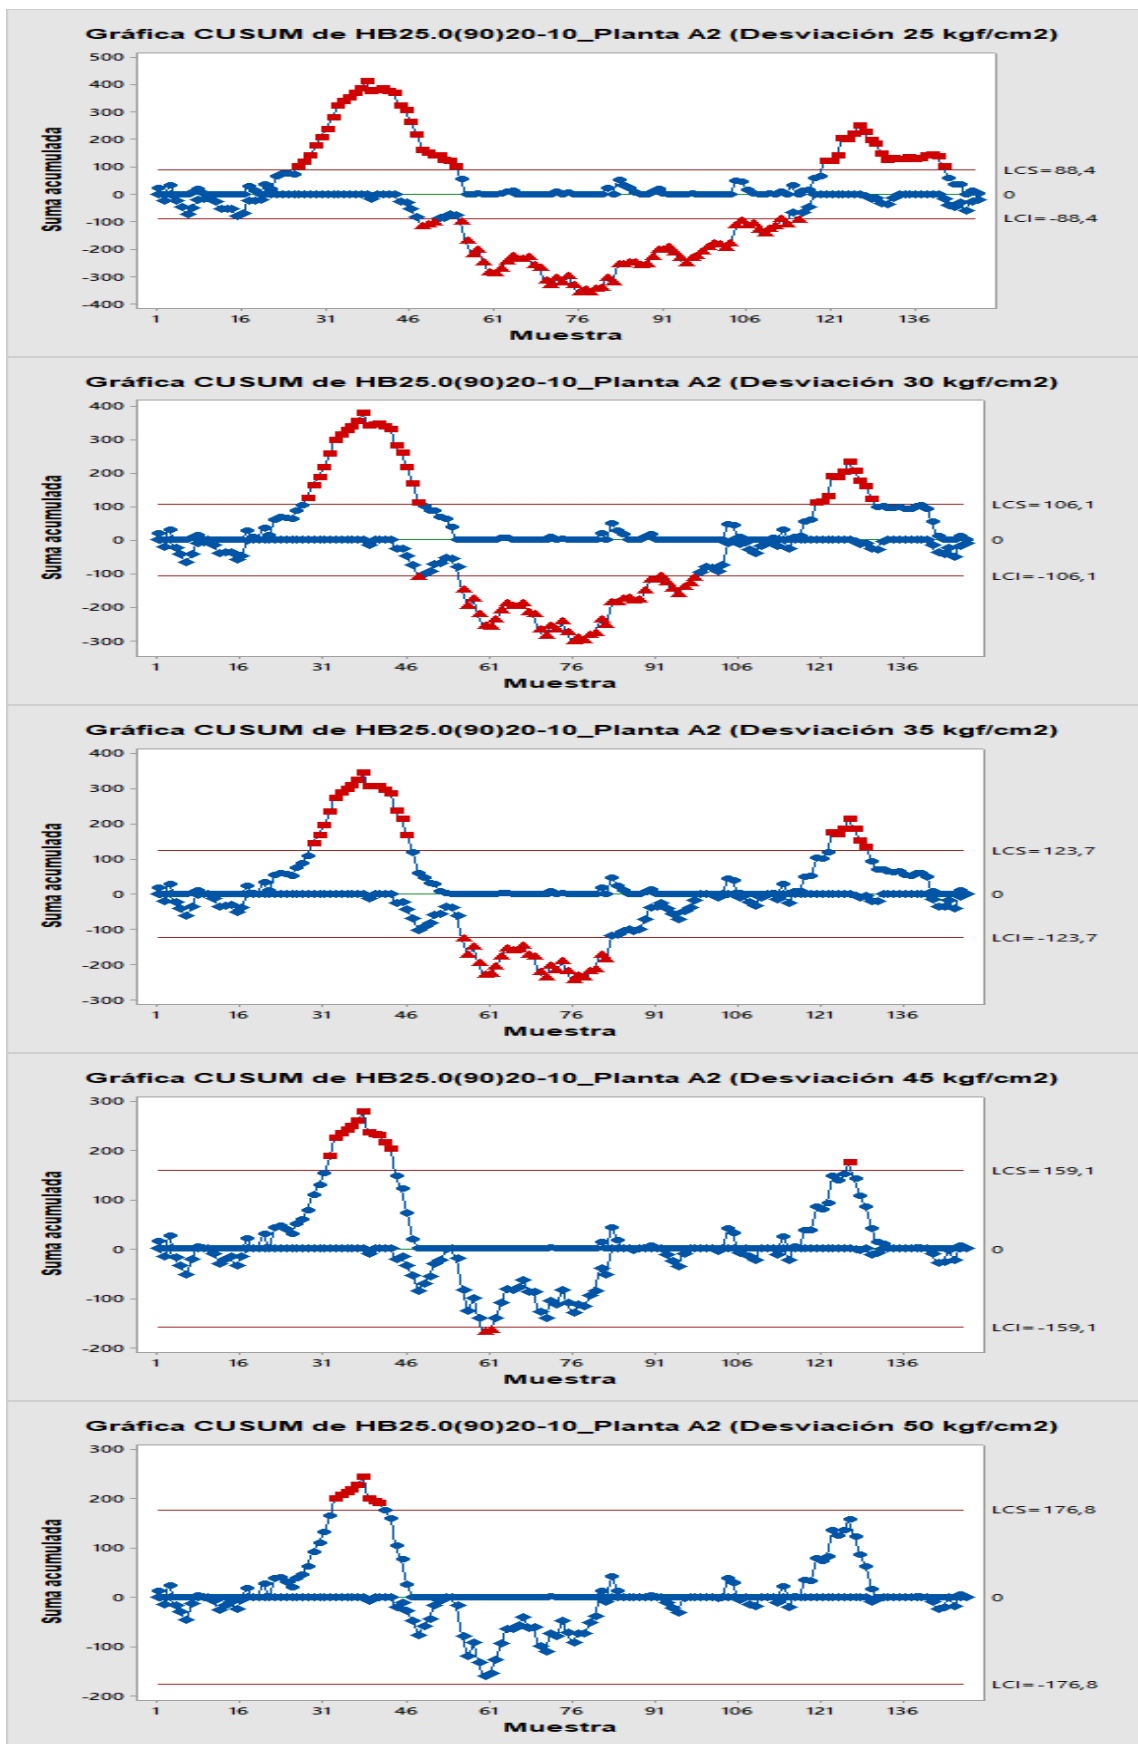 Gráfica CUSUM de HB25.0(90)20-10_Planta A2 (Desviación 25 kgf/cm2)
500
400
300
200
100
0
-100
-200
-300
-400
Suma acumulada
LCS=88,4
0
LCI=-88,4
1 16 31 46 61 76 91 106 121 136
Muestra
Gráfica CUSUM de HB25.0(90)20-10_Planta A2 (Desviación 30 kgf/cm2)
400
300
200
100
0
-100
-200
-300
Suma acumulada
LCS=106,1
0
LCI=-106,1
1 16 31 46 61 76 91 106 121 136
Muestra
Gráfica CUSUM de HB25.0(90)20-10_Planta A2 (Desviación 35 kgf/cm2)
400
300
200
100
0
-100
-200
-300
Suma acumulada
LCS=123,7
0
LCI=-123,7
1 16 31 46 61 76 91 106 121 136
Muestra
Gráfica CUSUM de HB25.0(90)20-10_Planta A2 (Desviación 45 kgf/cm2)
300
200
100
0
-100
-200
Suma acumulada
LCS=159,1
0
LCI=-159,1
1 16 31 46 61 76 91 106 121 136
Muestra
Gráfica CUSUM de HB25.0(90)20-10_Planta A2 (Desviación 50 kgf/cm2)
300
200
100
0
-100
-200
Suma acumulada
LCS=176,8
0
LCI=-176,8
1 16 31 46 61 76 91 106 121 136
Muestra